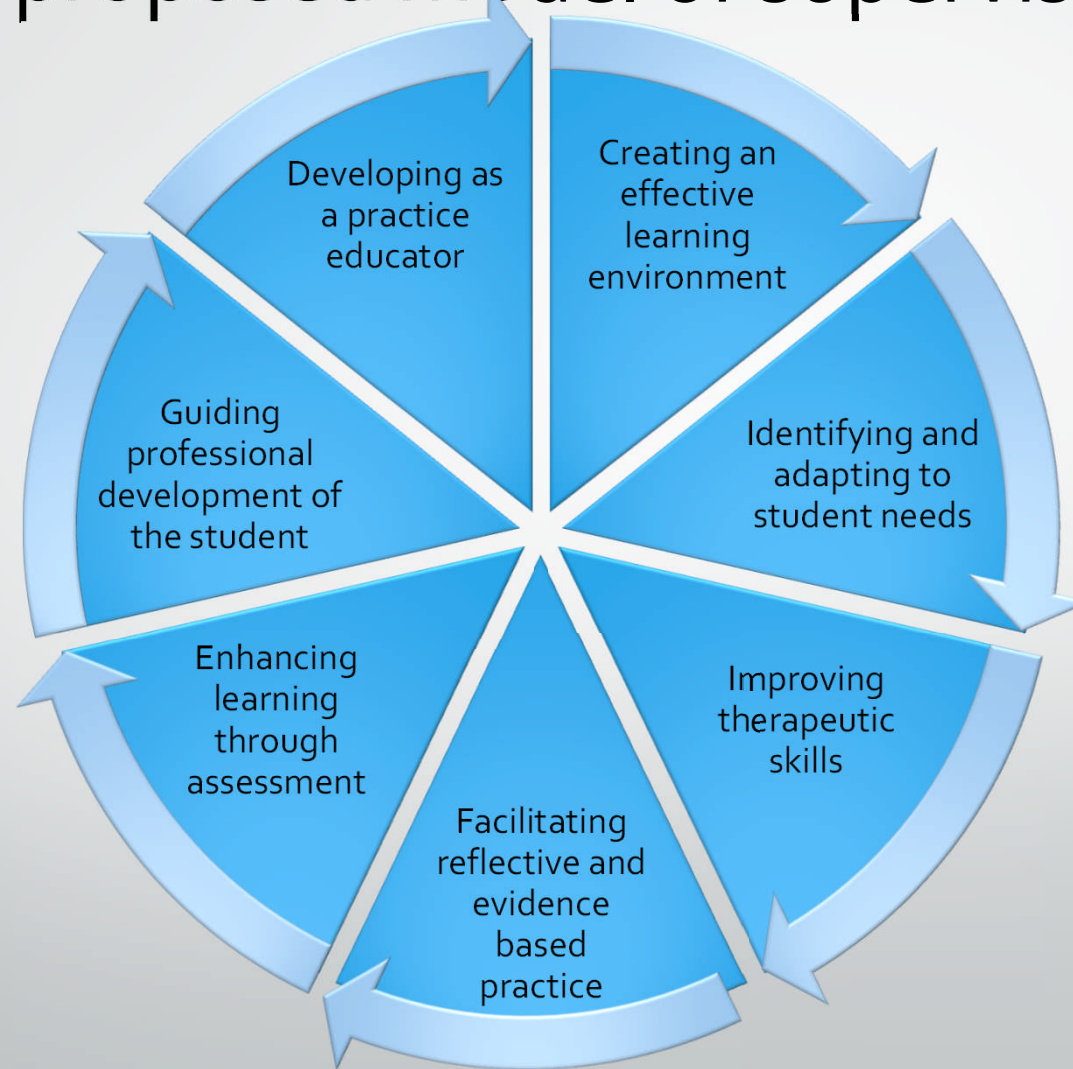 Developing as
a practice
educator
Creating an
effective
learning
environment
Identifying and
adapting to
student needs
Improving
therapeutic
skills
Facilitating
reflective and
evidence
based
practice
Enhancing
learning
through
assessment
Guiding
professional
development of
the student